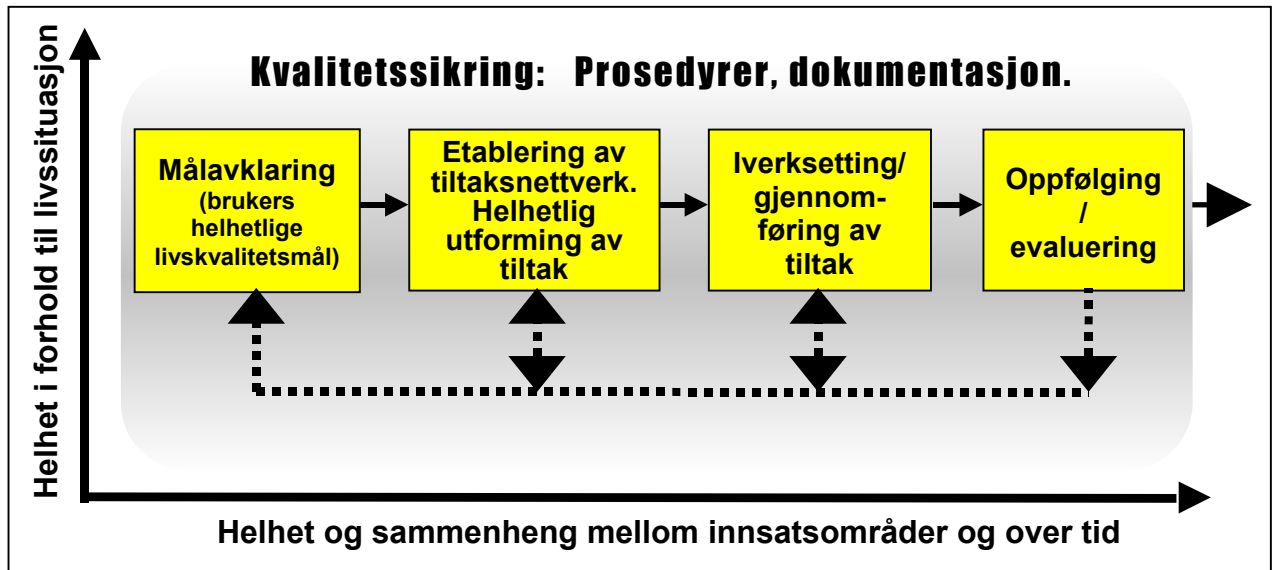 Helhet i forhold til livssituasjon
Kvalitetssikring: Prosedyrer, dokumentasjon.
Målavklaring
(brukers
helhetlige
livskvalitetsmål)
Etablering av
tiltaksnettverk.
Helhetlig
utforming av
tiltak
Iverksetting/
gjennom-
føring av
tiltak
Oppfølging
/
evaluering
Helhet og sammenheng mellom innsatsområder og over tid